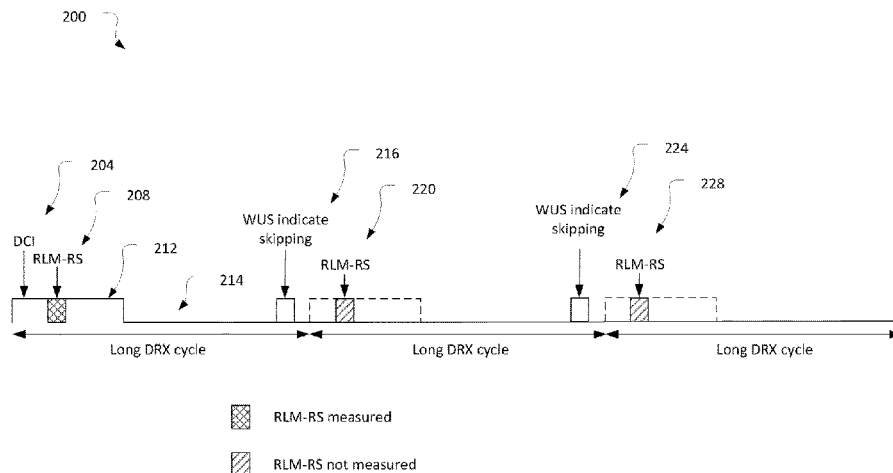 200
204
208
212
214
216
220
224
228
DCI
RLM-RS
WUS indicate
skipping
RLM-RS
WUS indicate
skipping
RLM-RS
Long DRX cycle
Long DRX cycle
Long DRX cycle
RLM-RS measured
RLM-RS not measured